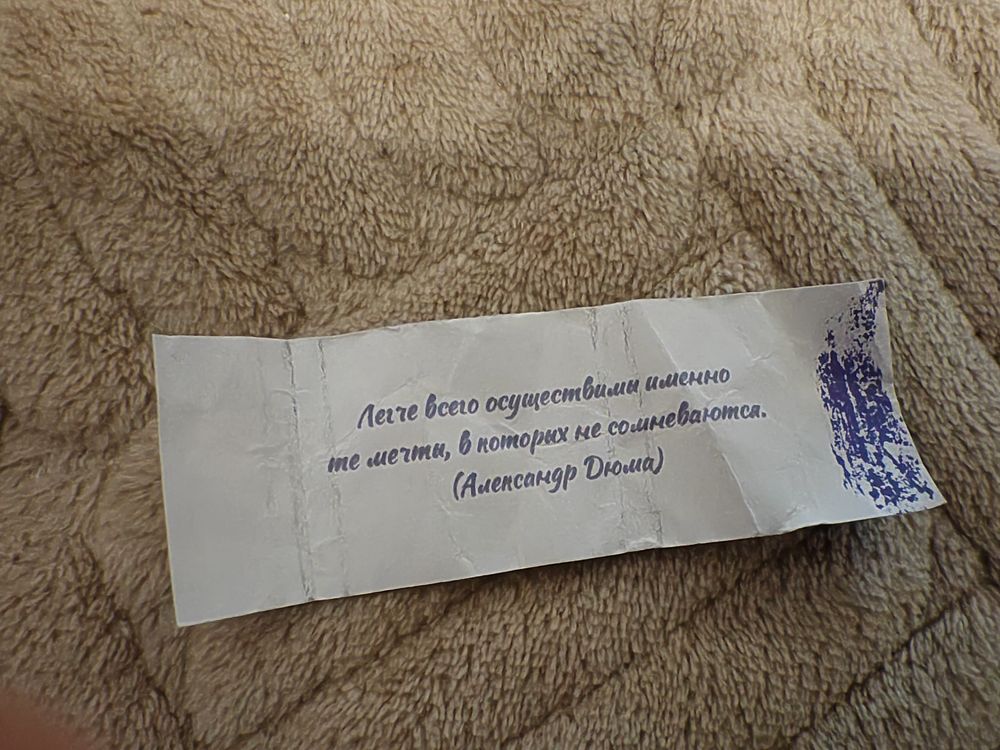 Легче всего осуществимы именно
те мечты, в которых не сомневаются.
(Александр Дюма)